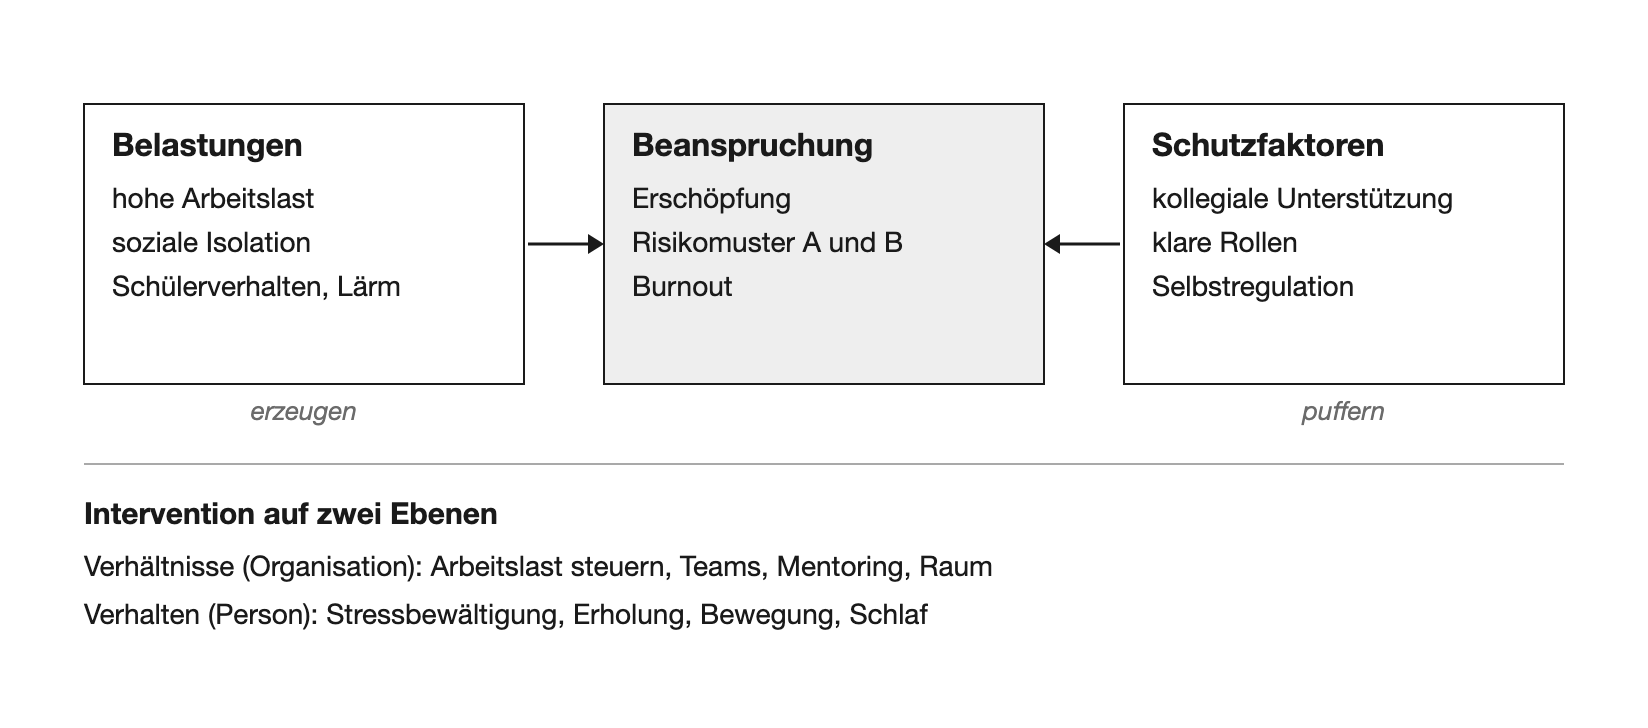 Belastungen
hohe Arbeitslast
soziale Isolation
Schülerverhalten, Lärm
erzeugen
Beanspruchung
Erschöpfung
Risikomuster A und B
Burnout
Schutzfaktoren
kollegiale Unterstützung
klare Rollen
Selbstregulation
puffern
Intervention auf zwei Ebenen
Verhältnisse (Organisation): Arbeitslast steuern, Teams, Mentoring, Raum
Verhalten (Person): Stressbewältigung, Erholung, Bewegung, Schlaf